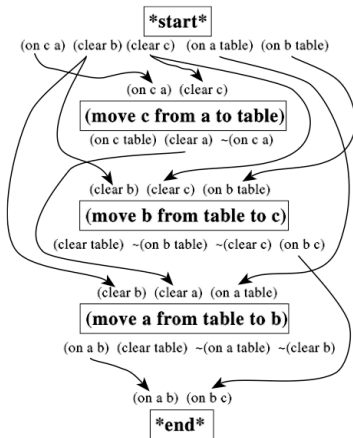 *start*
(on c a) (clear b) (clear c) (on a table) (on b table)
(on c a) (clear c)
(move c from a to table)
(on c table) (clear a) ~(on c a)
(clear b) (clear c) (on b table)
(move b from table to c)
(clear table) ~(on b table) ~(clear c) (on b c)
(clear b) (clear a) (on a table)
(move a from table to b)
(on a b) (clear table) ~(on a table) ~(clear b)
(on a b) (on b c)
*end*